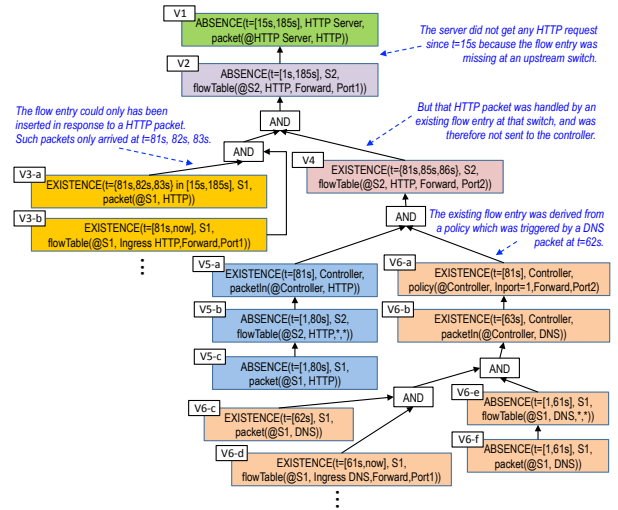 V1
ABSENCE(t=[15s,185s], HTTP Server,
packet(@HTTP Server, HTTP))
The server did not get any HTTP request
since t=15s because the flow entry was
missing at an upstream switch.
V2
ABSENCE(t=[1s,185s], S2,
flowTable(@S2, HTTP, Forward, Port1))
The flow entry could only has been
inserted in response to a HTTP packet.
Such packets only arrived at t=81s, 82s, 83s.
AND
But that HTTP packet was handled by an
existing flow entry at that switch, and was
therefore not sent to the controller.
AND
V3-a
EXISTENCE(t={81s,82s,83s} in [15s,185s], S1,
packet(@S1, HTTP))
V4
EXISTENCE(t={81s,85s,86s}, S2,
flowTable(@S2, HTTP, Forward, Port2))
V3-b
EXISTENCE(t=[81s,now], S1,
flowTable(@S1, Ingress HTTP,Forward,Port1))
AND
The existing flow entry was derived from
a policy which was triggered by a DNS
packet at t=62s.
V5-a
EXISTENCE(t=[81s], Controller,
packetIn(@Controller, HTTP))
V6-a
EXISTENCE(t=[81s], Controller,
policy(@Controller, Inport=1,Forward,Port2)
V5-b
ABSENCE(t=[1,80s], S2,
flowTable(@S2, HTTP,*,*))
V6-b
EXISTENCE(t=[63s], Controller,
packetIn(@Controller, DNS))
V5-c
ABSENCE(t=[1,80s], S1,
packet(@S1, HTTP))
AND
AND
V6-c
EXISTENCE(t=[62s], S1,
packet(@S1, DNS))
V6-e
ABSENCE(t=[1,61s], S1,
flowTable(@S1, DNS,*,*))
V6-d
EXISTENCE(t=[61s,now], S1,
flowTable(@S1, Ingress DNS,Forward,Port1))
V6-f
ABSENCE(t=[1,61s], S1,
packet(@S1, DNS))